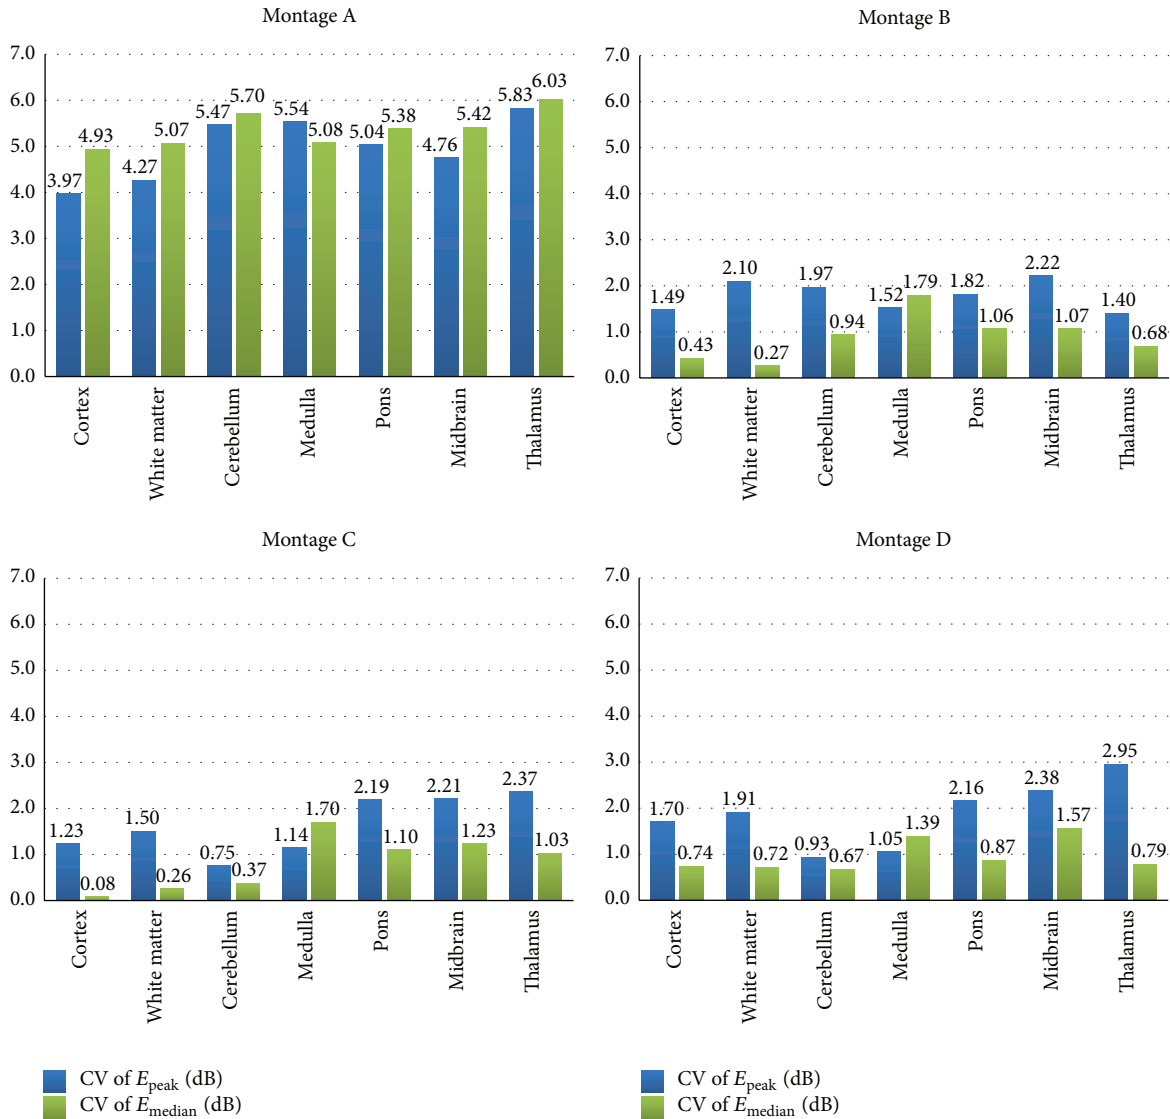 Montage A
7.0
6.0
5.0
4.0
3.0
2.0
1.0
0.0
3.97 4.93 4.27 5.07 5.47 5.70 5.54 5.08 5.04 5.38 4.76 5.42 5.83 6.03
Cortex
White matter
Cerebellum
Medulla
Pons
Midbrain
Thalamus
Montage B
7.0
6.0
5.0
4.0
3.0
2.0
1.0
0.0
1.49 0.43 2.10 0.27 1.97 0.94 1.52 1.79 1.82 1.06 2.22 1.07 1.40 0.68
Cortex
White matter
Cerebellum
Medulla
Pons
Midbrain
Thalamus
Montage C
7.0
6.0
5.0
4.0
3.0
2.0
1.0
0.0
1.23 0.08 1.50 0.26 0.75 0.37 1.14 1.70 2.19 1.10 2.21 1.23 2.37 1.03
Cortex
White matter
Cerebellum
Medulla
Pons
Midbrain
Thalamus
CV of E_peak (dB)
CV of E_median (dB)
Montage D
7.0
6.0
5.0
4.0
3.0
2.0
1.0
0.0
1.70 0.74 1.91 0.72 0.93 0.67 1.05 1.39 2.16 0.87 2.38 1.57 2.95 0.79
Cortex
White matter
Cerebellum
Medulla
Pons
Midbrain
Thalamus
CV of E_peak (dB)
CV of E_median (dB)